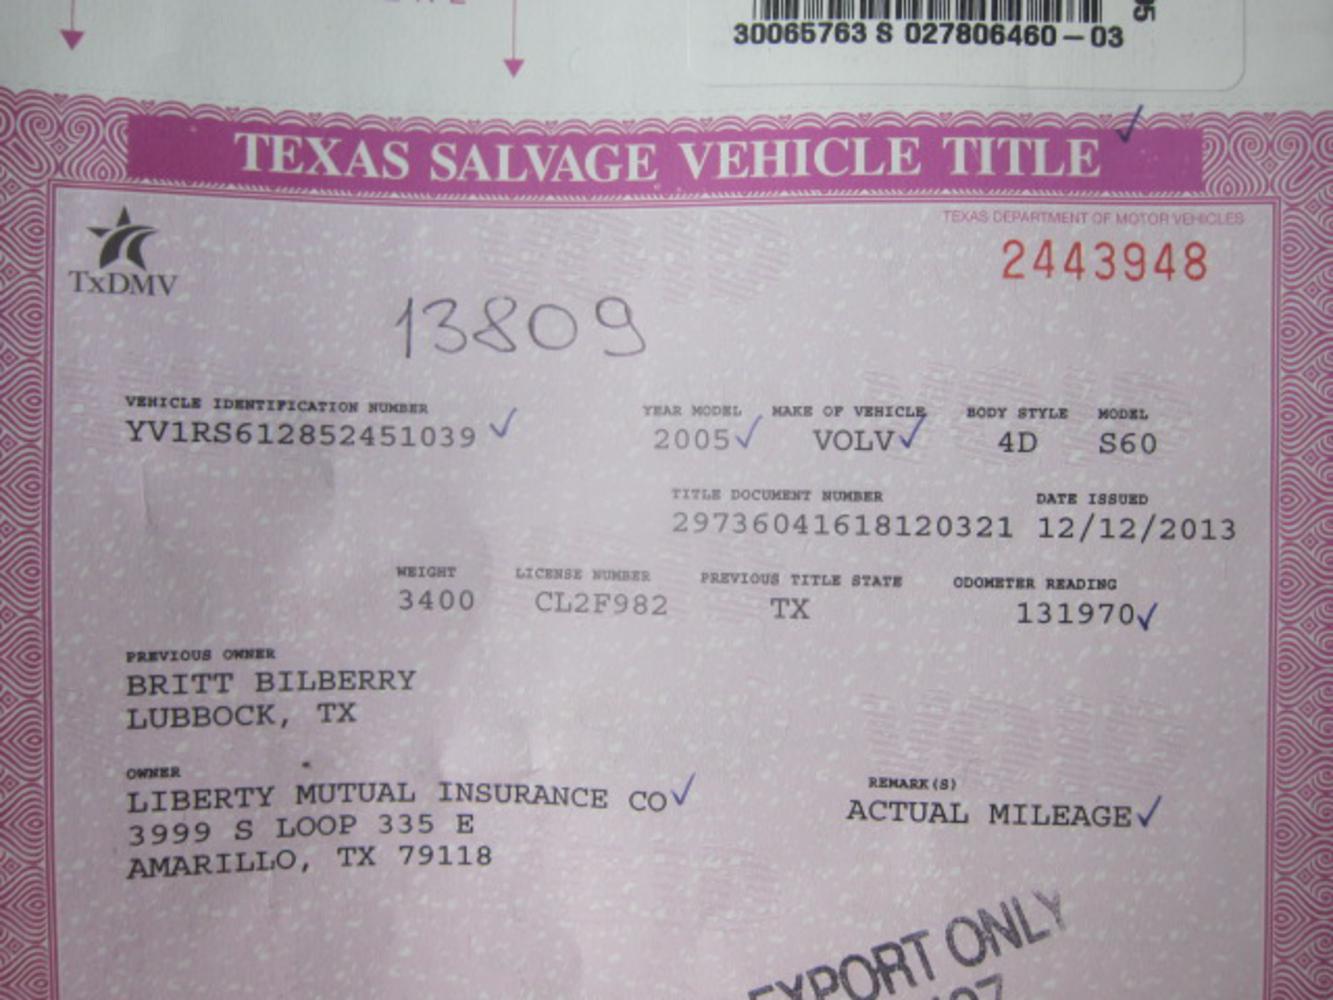 30065763 S 027806460 – 03
TEXAS SALVAGE VEHICLE TITLE
TEXAS DEPARTMENT OF MOTOR VEHICLES
TxDMV
2443948
13809
VEHICLE IDENTIFICATION NUMBER YEAR MODEL MAKE OF VEHICLE BODY STYLE MODEL
YV1RS612852451039 2005 VOLV 4D S60
TITLE DOCUMENT NUMBER DATE ISSUED
29736041618120321 12/12/2013
WEIGHT LICENSE NUMBER PREVIOUS TITLE STATE ODOMETER READING
3400 CL2F982 TX 131970
PREVIOUS OWNER
BRITT BILBERRY
LUBBOCK, TX
OWNER REMARK(S)
LIBERTY MUTUAL INSURANCE CO ACTUAL MILEAGE
3999 S LOOP 335 E
AMARILLO, TX 79118
EXPORT ONLY